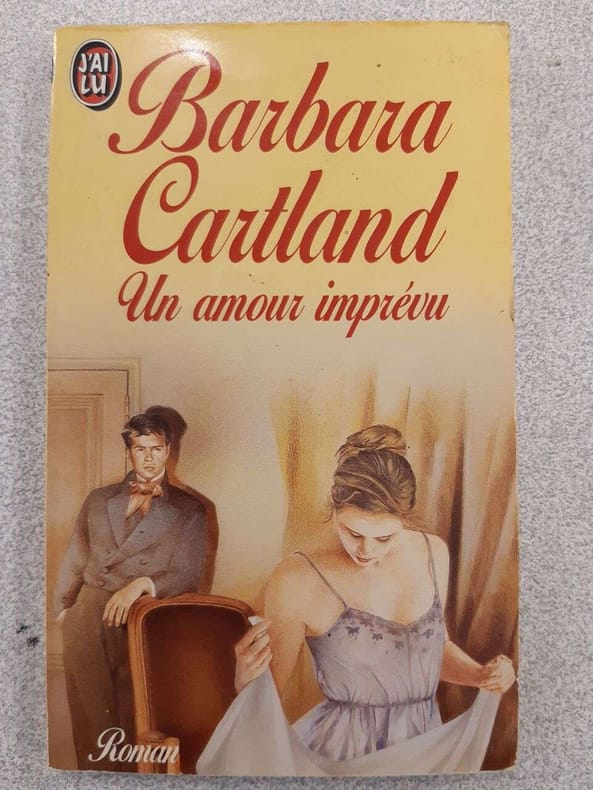 J'AI
LU
Barbara
Cartland
Un amour imprévu
Roman